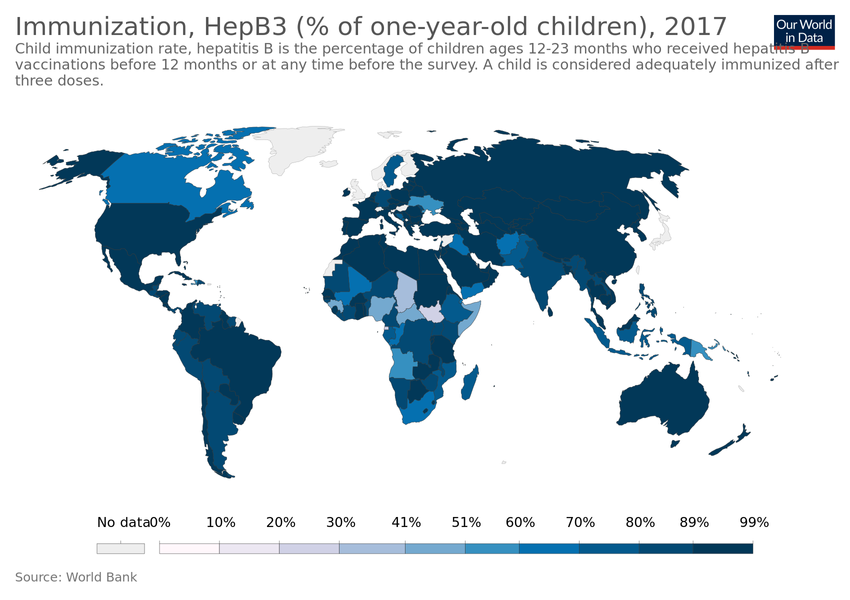 Immunization, HepB3 (% of one-year-old children), 2017
Our World
in Data
Child immunization rate, hepatitis B is the percentage of children ages 12-23 months who received hepatitis B
vaccinations before 12 months or at any time before the survey. A child is considered adequately immunized after
three doses.
No data 0% 10% 20% 30% 41% 51% 60% 70% 80% 89% 99%
Source: World Bank